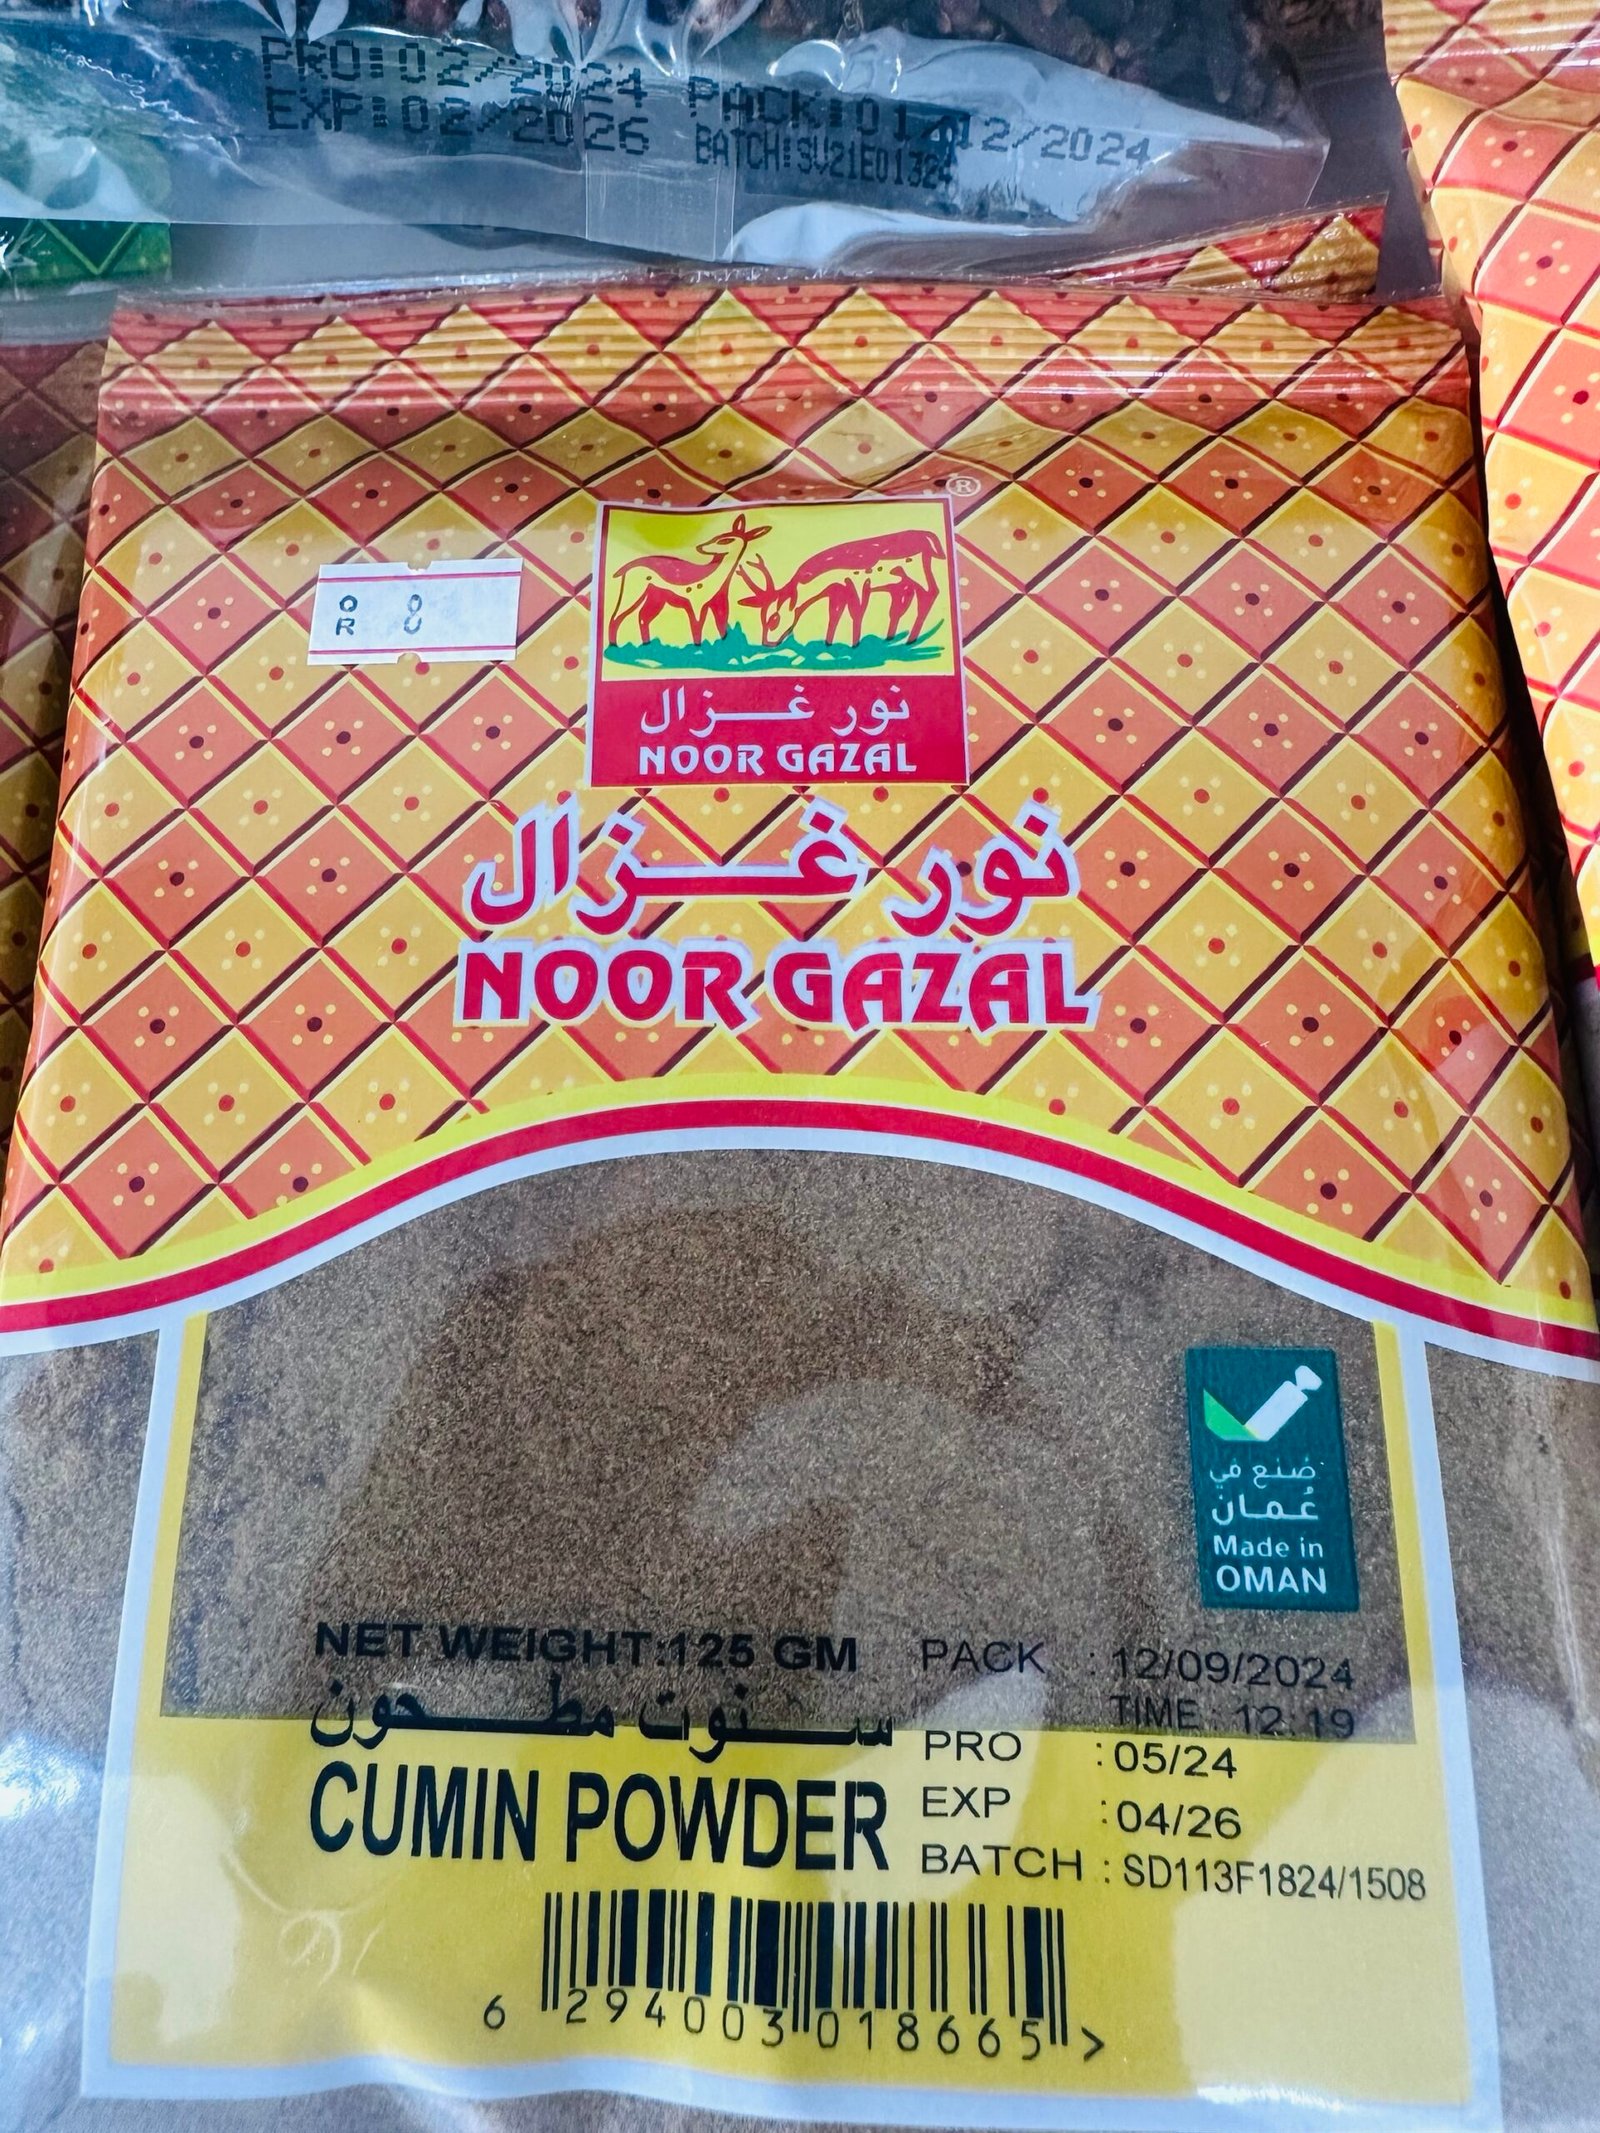 PRO:02/2024
EXP:02/2026
PACK:01/12/2024
BATCH:SV21E01324
®
O
R
نور غزال
NOOR GAZAL
نور غزال
NOOR GAZAL
صُنع في
عُمان
Made in
OMAN
NET WEIGHT:125 GM
سنوت مطحون
CUMIN POWDER
PACK : 12/09/2024
TIME : 12:19
PRO : 05/24
EXP : 04/26
BATCH : SD113F1824/1508
6 294003 018665 >